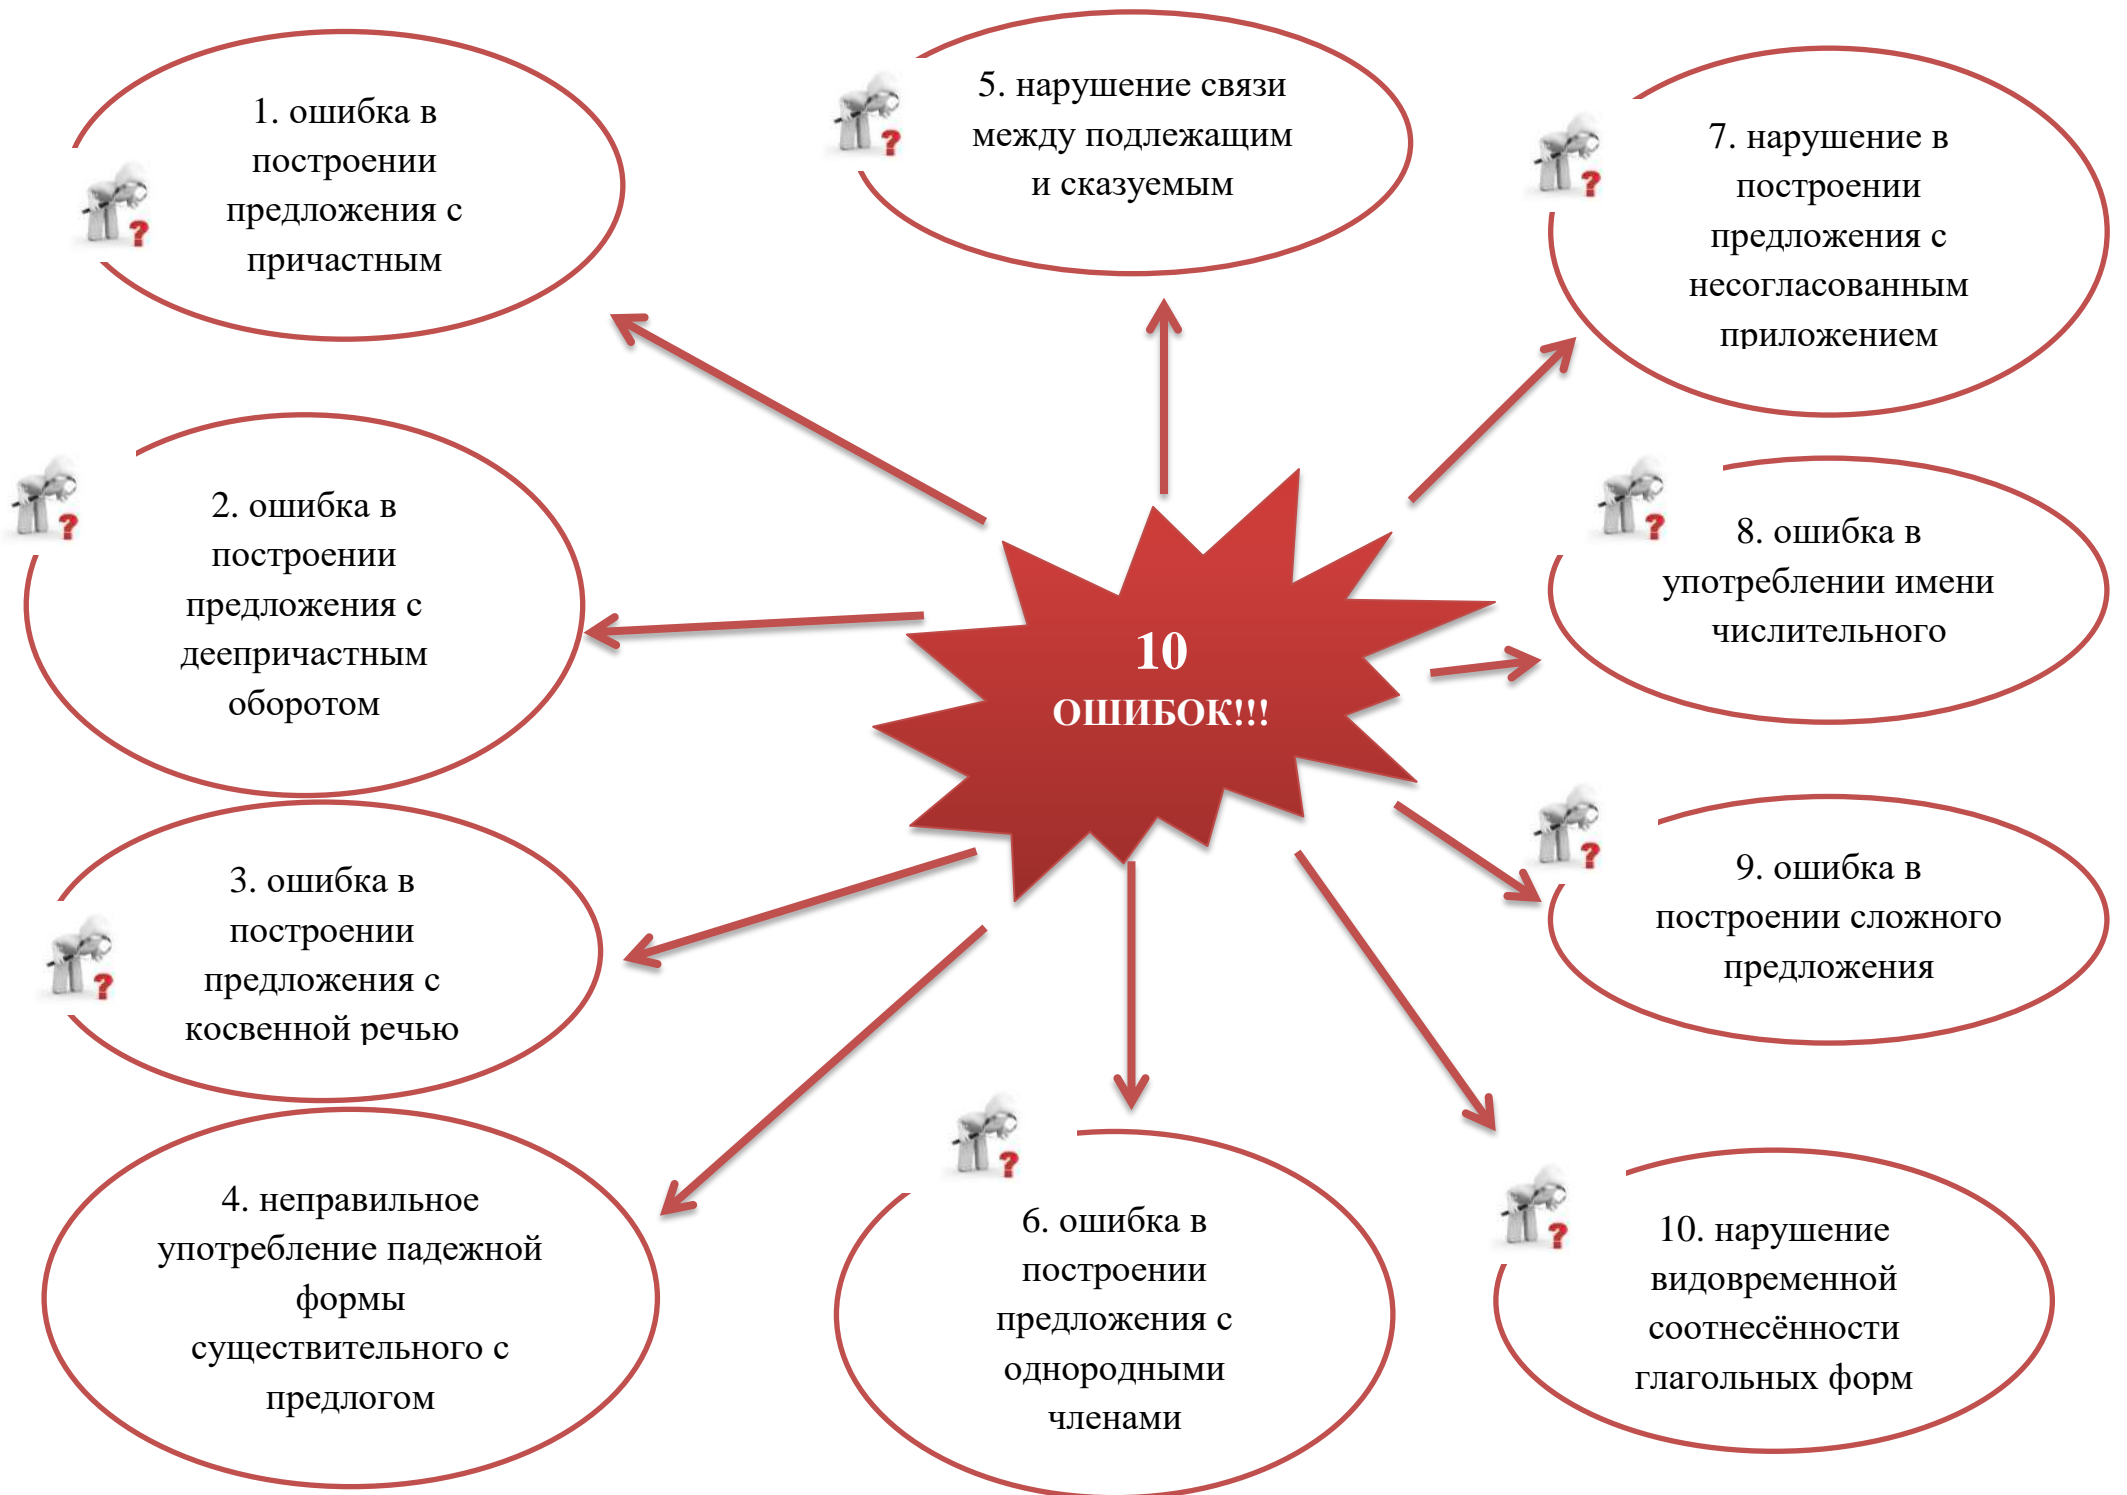 1. ошибка в
построении
предложения с
причастным
5. нарушение связи
между подлежащим
и сказуемым
7. нарушение в
построении
предложения с
несогласованным
приложением
2. ошибка в
построении
предложения с
деепричастным
оборотом
8. ошибка в
употреблении имени
числительного
10
ОШИБОК!!!
3. ошибка в
построении
предложения с
косвенной речью
9. ошибка в
построении сложного
предложения
4. неправильное
употребление падежной
формы
существительного с
предлогом
6. ошибка в
построении
предложения с
однородными
членами
10. нарушение
видовременной
соотнесённости
глагольных форм